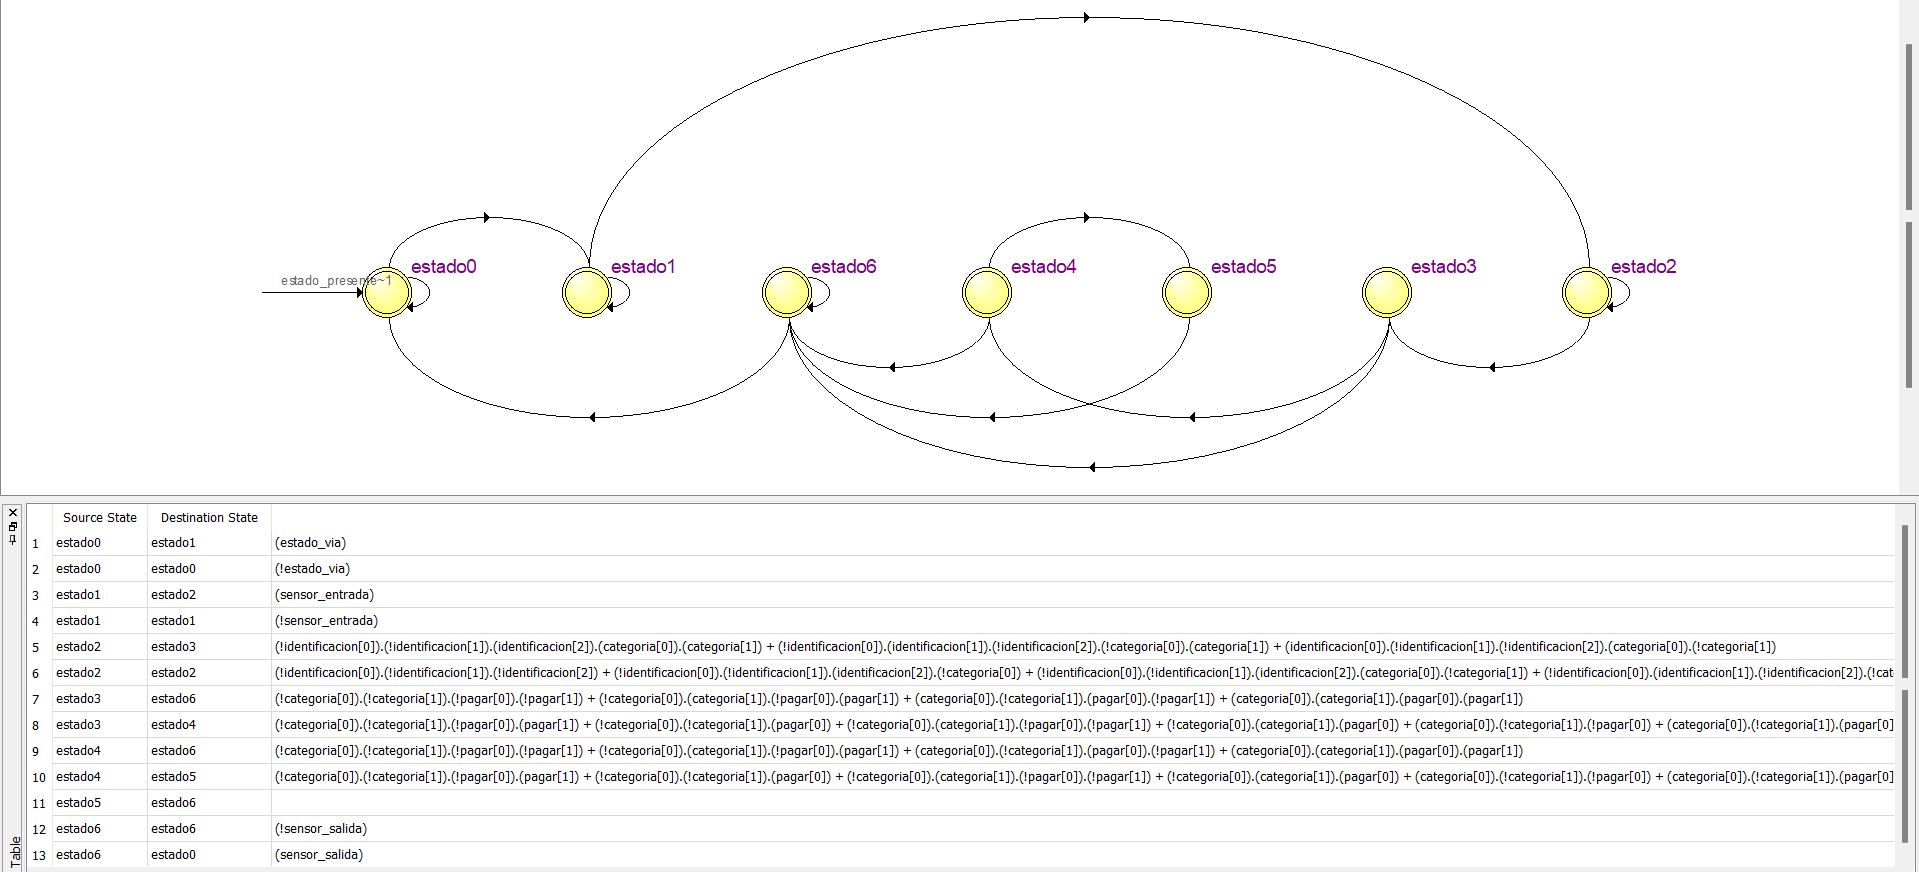 estado_presente~1
estado0
estado1
estado6
estado4
estado5
estado3
estado2
Source State Destination State
1 estado0 estado1 (estado_via)
2 estado0 estado0 (!estado_via)
3 estado1 estado2 (sensor_entrada)
4 estado1 estado1 (!sensor_entrada)
5 estado2 estado3 (!identificacion[0]).(!identificacion[1]).(identificacion[2]).(categoria[0]).(categoria[1]) + (!identificacion[0]).(identificacion[1]).(!identificacion[2]).(!categoria[0]).(categoria[1]) + (identificacion[0]).(!identificacion[1]).(!identificacion[2]).(categoria[0]).(!categoria[1])
6 estado2 estado2 (!identificacion[0]).(!identificacion[1]).(!identificacion[2]) + (!identificacion[0]).(!identificacion[1]).(identificacion[2]).(!categoria[0]) + (!identificacion[0]).(!identificacion[1]).(identificacion[2]).(categoria[0]).(!categoria[1]) + (!identificacion[0]).(identificacion[1]).(!identificacion[2]).(!cat
7 estado3 estado6 (!categoria[0]).(!categoria[1]).(!pagar[0]).(!pagar[1]) + (!categoria[0]).(categoria[1]).(!pagar[0]).(pagar[1]) + (categoria[0]).(!categoria[1]).(pagar[0]).(!pagar[1]) + (categoria[0]).(categoria[1]).(pagar[0]).(pagar[1])
8 estado3 estado4 (!categoria[0]).(!categoria[1]).(!pagar[0]).(pagar[1]) + (!categoria[0]).(!categoria[1]).(pagar[0]) + (!categoria[0]).(categoria[1]).(!pagar[0]).(!pagar[1]) + (!categoria[0]).(categoria[1]).(pagar[0]) + (categoria[0]).(!categoria[1]).(!pagar[0]) + (categoria[0]).(!categoria[1]).(pagar[0]
9 estado4 estado6 (!categoria[0]).(!categoria[1]).(!pagar[0]).(!pagar[1]) + (!categoria[0]).(categoria[1]).(!pagar[0]).(pagar[1]) + (categoria[0]).(!categoria[1]).(pagar[0]).(!pagar[1]) + (categoria[0]).(categoria[1]).(pagar[0]).(pagar[1])
10 estado4 estado5 (!categoria[0]).(!categoria[1]).(!pagar[0]).(pagar[1]) + (!categoria[0]).(!categoria[1]).(pagar[0]) + (!categoria[0]).(categoria[1]).(!pagar[0]).(!pagar[1]) + (!categoria[0]).(categoria[1]).(pagar[0]) + (categoria[0]).(!categoria[1]).(!pagar[0]) + (categoria[0]).(!categoria[1]).(pagar[0]
11 estado5 estado6
12 estado6 estado6 (!sensor_salida)
13 estado6 estado0 (sensor_salida)
Table